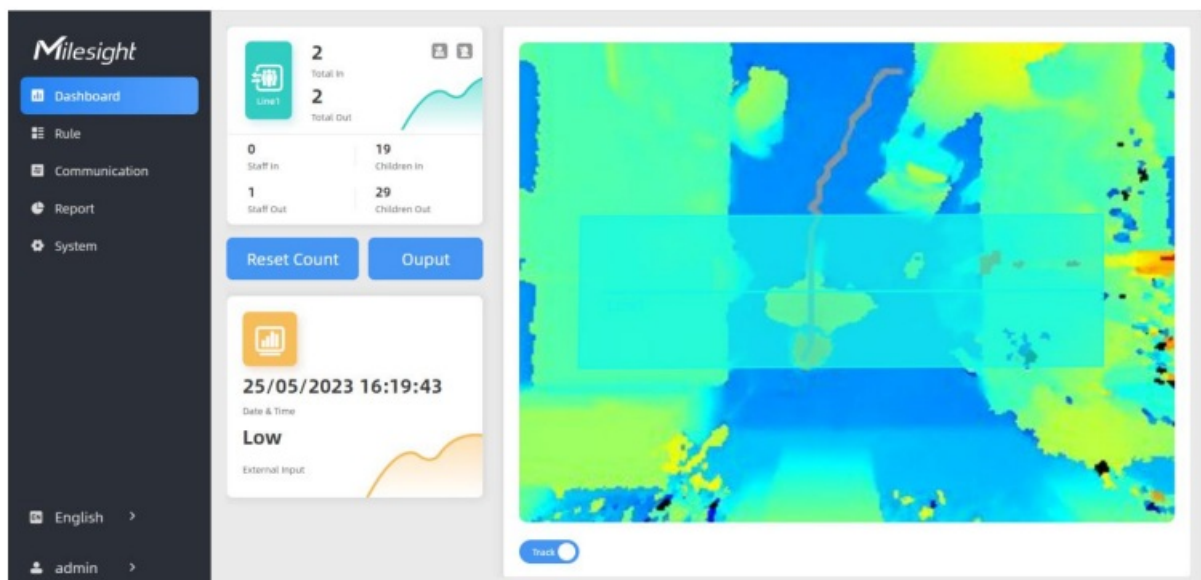 Milesight
Dashboard
Rule
Communication
Report
System
English >
admin >
Line1
2
Total In
2
Total Out
0
Staff In
19
Children In
1
Staff Out
29
Children Out
Reset Count
Ouput
25/05/2023 16:19:43
Date & Time
Low
External Input
Track